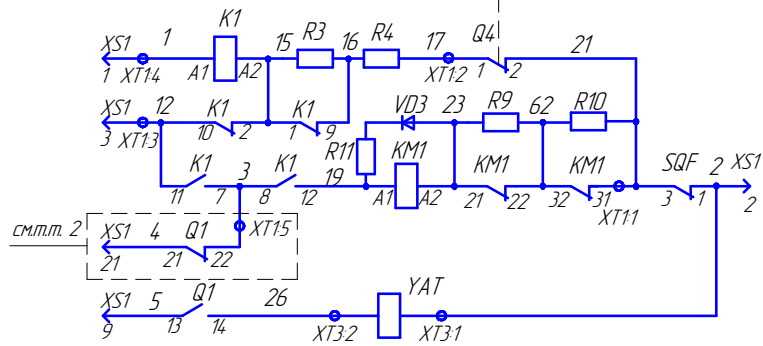 K1 R3 R4 Q4
XS1 1 15 16 17 21
1 XT1:4 A1 A2 XT1:2 1 2
XS1 12 K1 K1 VD3 23 R9 62 R10
3 XT1:3 10 2 1 9
R11
K1 3 K1 19 KM1 KM1 KM1 SQF 2 XS1
11 7 8 12 A1 A2 21 22 32 31 XT1:1 3 1 2
см.т.т. 2 XS1 4 Q1 XT1:5
21 21 22
XS1 5 Q1 26 YAT
9 13 14 XT3:2 XT3:1